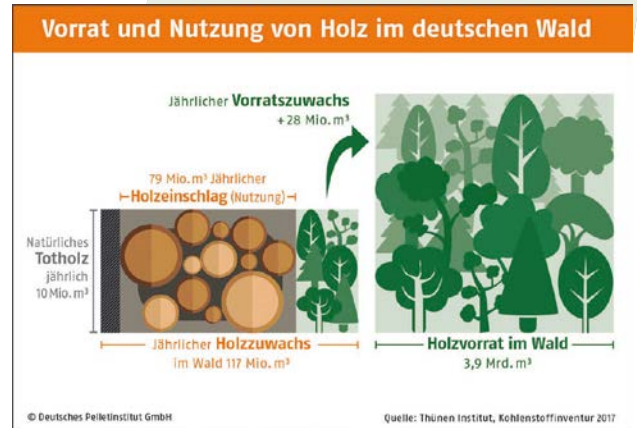 Vorrat und Nutzung von Holz im deutschen Wald
Jährlicher Vorratszuwachs
+28 Mio. m³
79 Mio. m³ Jährlicher
Holzeinschlag (Nutzung)
Natürliches
Totholz
jährlich
10 Mio. m³
Jährlicher Holzzuwachs
im Wald 117 Mio. m³
Holzvorrat im Wald
3,9 Mrd. m³
© Deutsches Pelletinstitut GmbH
Quelle: Thünen Institut, Kohlenstoffinventur 2017